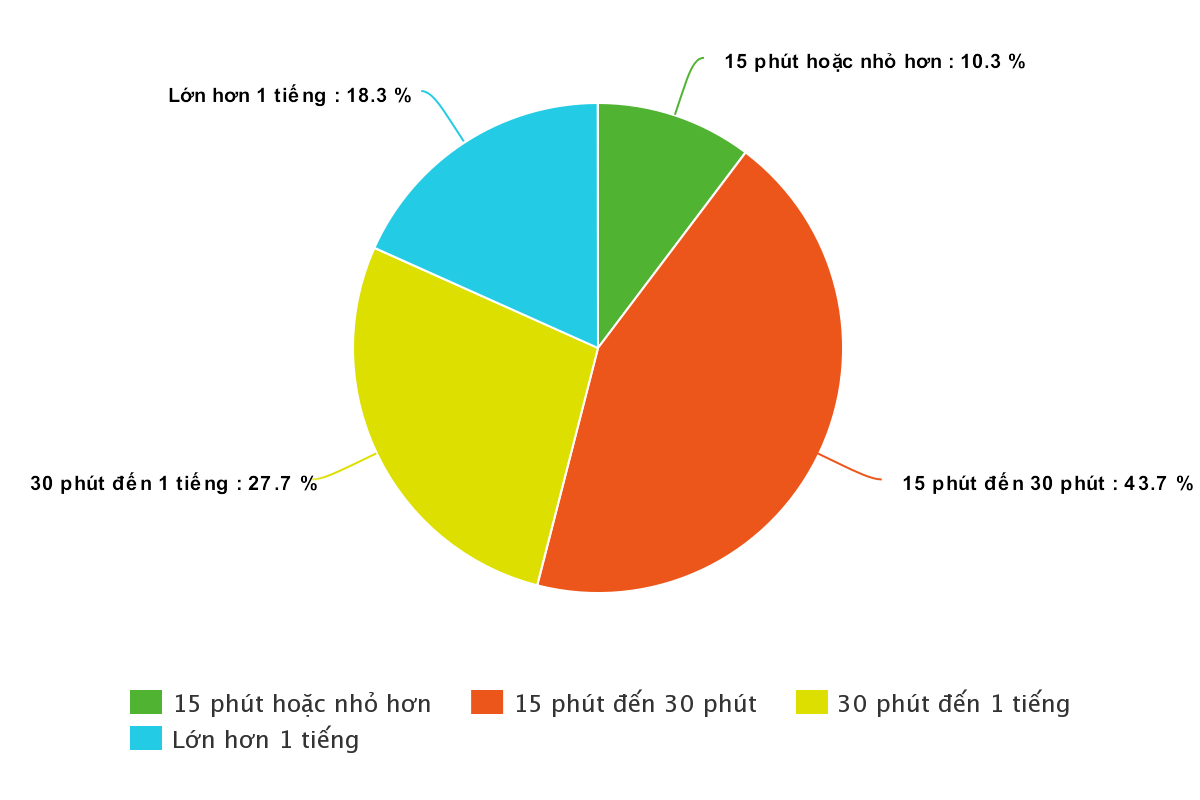 15 phút hoặc nhỏ hơn : 10.3 %
Lớn hơn 1 tiếng : 18.3 %
30 phút đến 1 tiếng : 27.7 %
15 phút đến 30 phút : 43.7 %
15 phút hoặc nhỏ hơn
15 phút đến 30 phút
30 phút đến 1 tiếng
Lớn hơn 1 tiếng